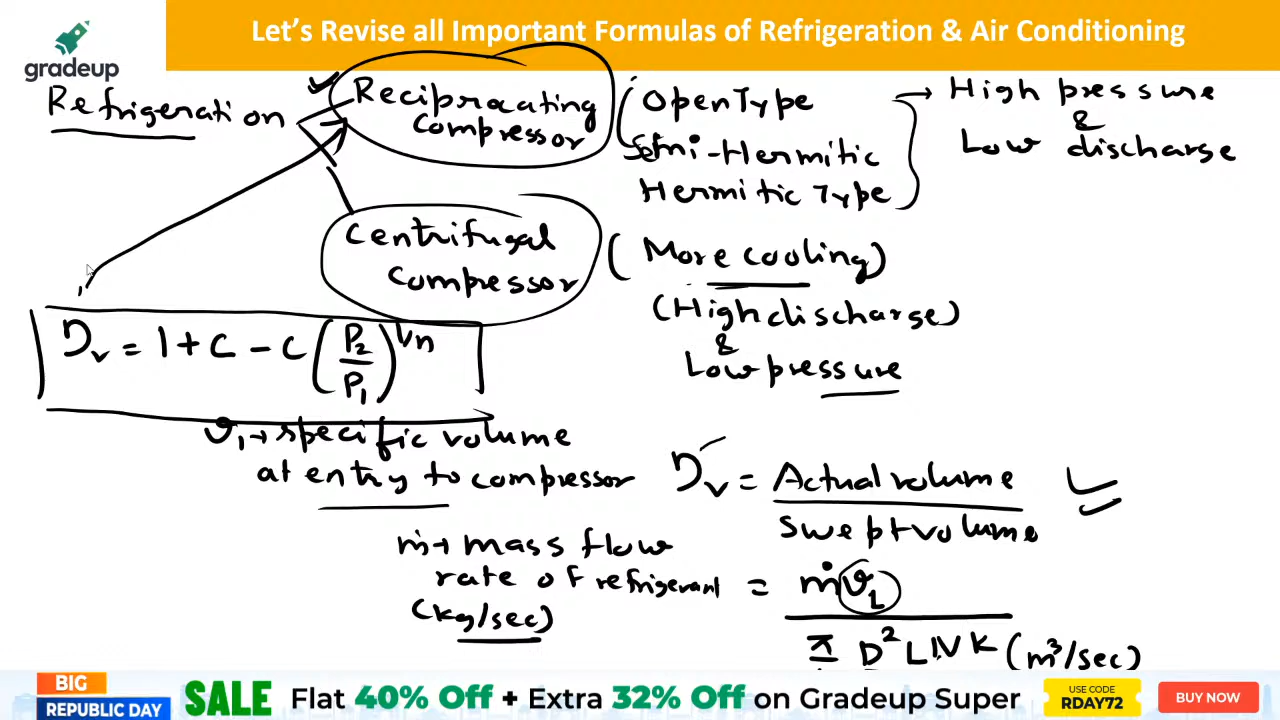 Let's Revise all Important Formulas of Refrigeration & Air Conditioning
gradeup
Refrigeration
Reciprocating
Compressor
OpenType
Semi-Hermitic
Hermitic Type
High pressure
&
Low discharge
Centrifugal
Compressor
(More cooling)
(High discharge)
&
Low pressure
ηv = 1 + C - C (P2/P1)^1/n
v1 → specific volume
at entry to compressor
ηv = Actual volume / Swept volume
ṁ → mass flow
rate of refrigerant
(kg/sec)
= ṁv1 / π D² L N K (m³/sec)
BIG
REPUBLIC DAY
SALE
Flat 40% Off + Extra 32% Off on Gradeup Super
USE CODE
RDAY72
BUY NOW